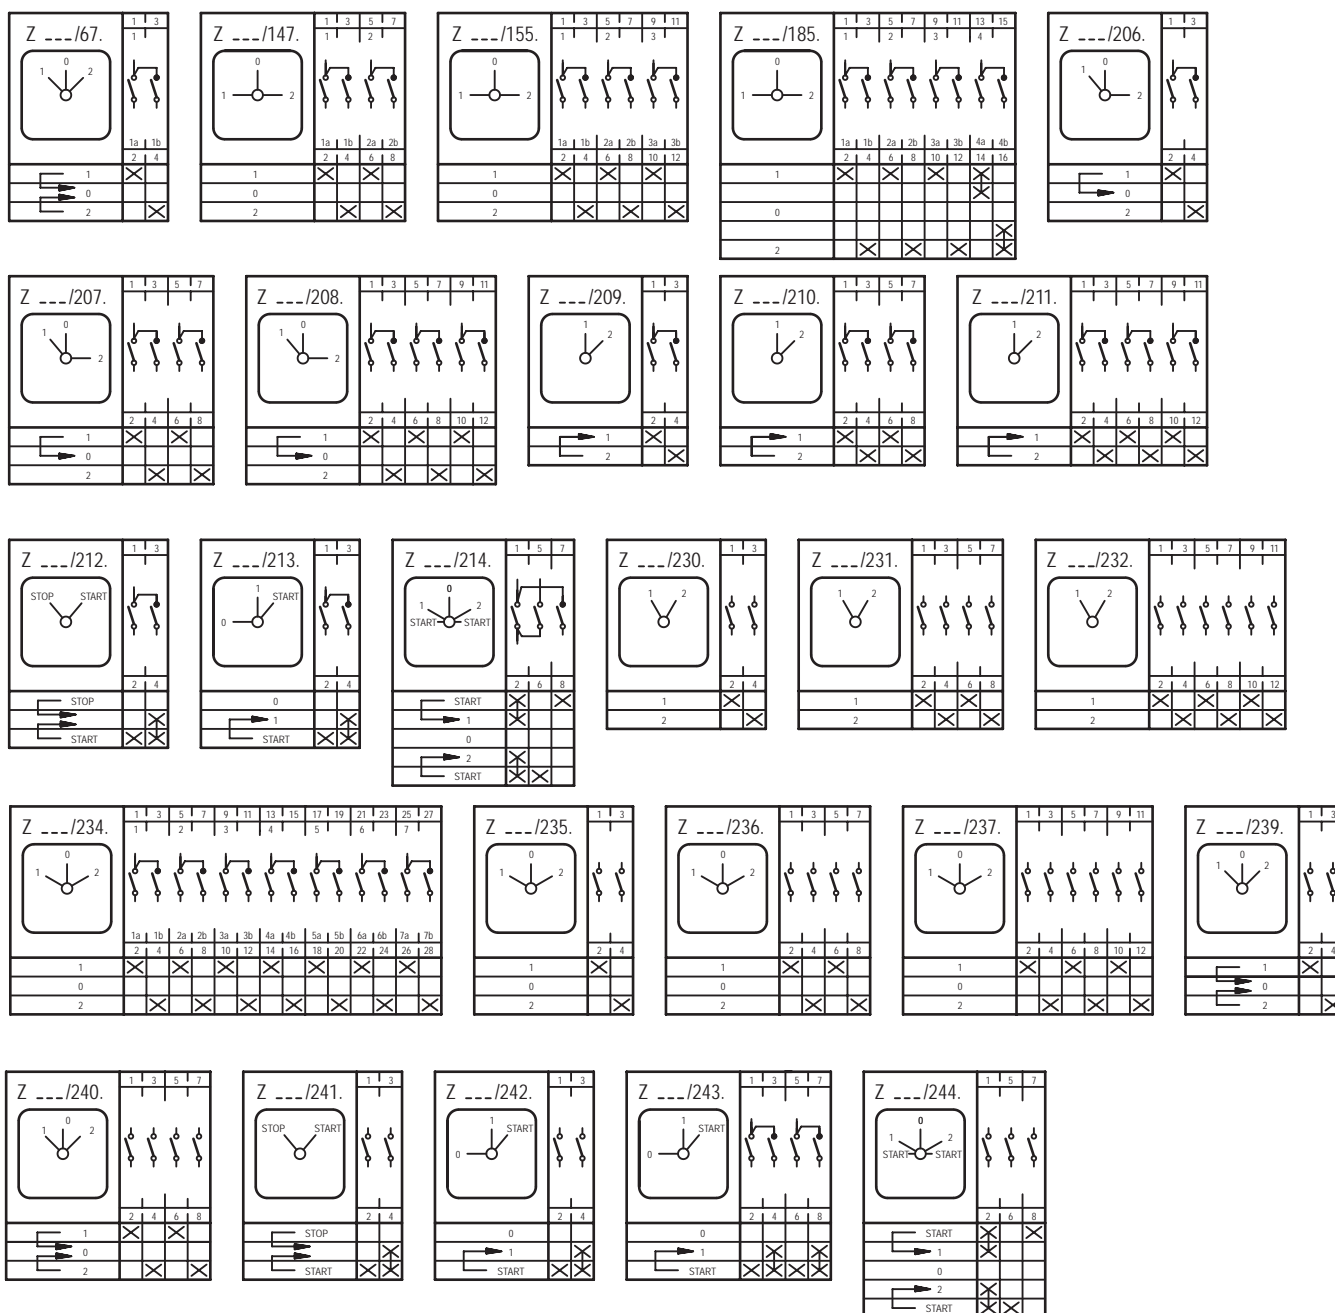 Z ___/67.
1 3
1
0
1 2
1a 1b
2 4
1
0
2
Z ___/147.
1 3 5 7
1 2
0
1 2
1a 1b 2a 2b
2 4 6 8
1
0
2
Z ___/155.
1 3 5 7 9 11
1 2 3
0
1 2
1a 1b 2a 2b 3a 3b
2 4 6 8 10 12
1
0
2
Z ___/185.
1 3 5 7 9 11 13 15
1 2 3 4
0
1 2
1a 1b 2a 2b 3a 3b 4a 4b
2 4 6 8 10 12 14 16
1
0
2
Z ___/206.
1 3
0
1 2
2 4
1
0
2
Z ___/207.
1 3 5 7
0
1 2
2 4 6 8
1
0
2
Z ___/208.
1 3 5 7 9 11
0
1 2
2 4 6 8 10 12
1
0
2
Z ___/209.
1 3
1
2
2 4
1
2
Z ___/210.
1 3 5 7
1
2
2 4 6 8
1
2
Z ___/211.
1 3 5 7 9 11
1
2
2 4 6 8 10 12
1
2
Z ___/212.
1 3
STOP START
2 4
STOP
START
Z ___/213.
1 3
1
START
0
2 4
0
1
START
Z ___/214.
1 5 7
0
1 2
START START
2 6 8
START
1
0
2
START
Z ___/230.
1 3
1 2
2 4
1
2
Z ___/231.
1 3 5 7
1 2
2 4 6 8
1
2
Z ___/232.
1 3 5 7 9 11
1 2
2 4 6 8 10 12
1
2
Z ___/234.
1 3 5 7 9 11 13 15 17 19 21 23 25 27
1 2 3 4 5 6 7
0
1 2
1a 1b 2a 2b 3a 3b 4a 4b 5a 5b 6a 6b 7a 7b
2 4 6 8 10 12 14 16 18 20 22 24 26 28
1
0
2
Z ___/235.
1 3
0
1 2
2 4
1
0
2
Z ___/236.
1 3 5 7
0
1 2
2 4 6 8
1
0
2
Z ___/237.
1 3 5 7 9 11
0
1 2
2 4 6 8 10 12
1
0
2
Z ___/239.
1 3
0
1 2
2 4
1
0
2
Z ___/240.
1 3 5 7
0
1 2
2 4 6 8
1
0
2
Z ___/241.
1 3
STOP START
2 4
STOP
START
Z ___/242.
1 3
1
START
0
2 4
0
1
START
Z ___/243.
1 3 5 7
1
START
0
2 4 6 8
0
1
START
Z ___/244.
1 5 7
0
1 2
START START
2 6 8
START
1
0
2
START